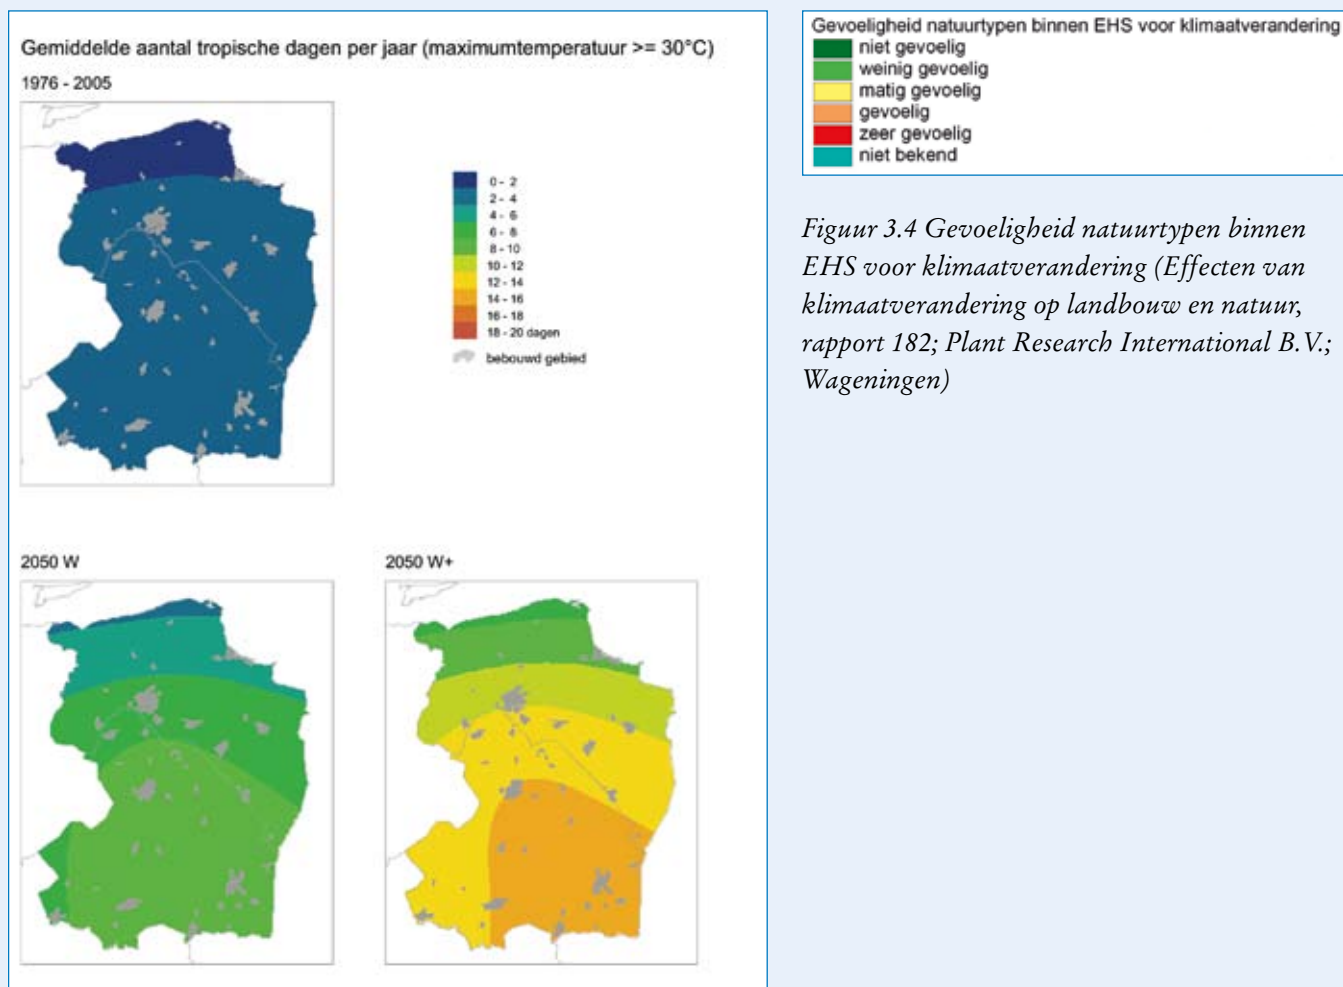 Gemiddelde aantal tropische dagen per jaar (maximumtemperatuur >= 30°C)
1976 - 2005
0 - 2
2 - 4
4 - 6
6 - 8
8 - 10
10 - 12
12 - 14
14 - 16
16 - 18
18 - 20 dagen
bebouwd gebied
2050 W
2050 W+
Gevoeligheid natuurtypen binnen EHS voor klimaatverandering
niet gevoelig
weinig gevoelig
matig gevoelig
gevoelig
zeer gevoelig
niet bekend
Figuur 3.4 Gevoeligheid natuurtypen binnen
EHS voor klimaatverandering (Effecten van
klimaatverandering op landbouw en natuur,
rapport 182; Plant Research International B.V.;
Wageningen)